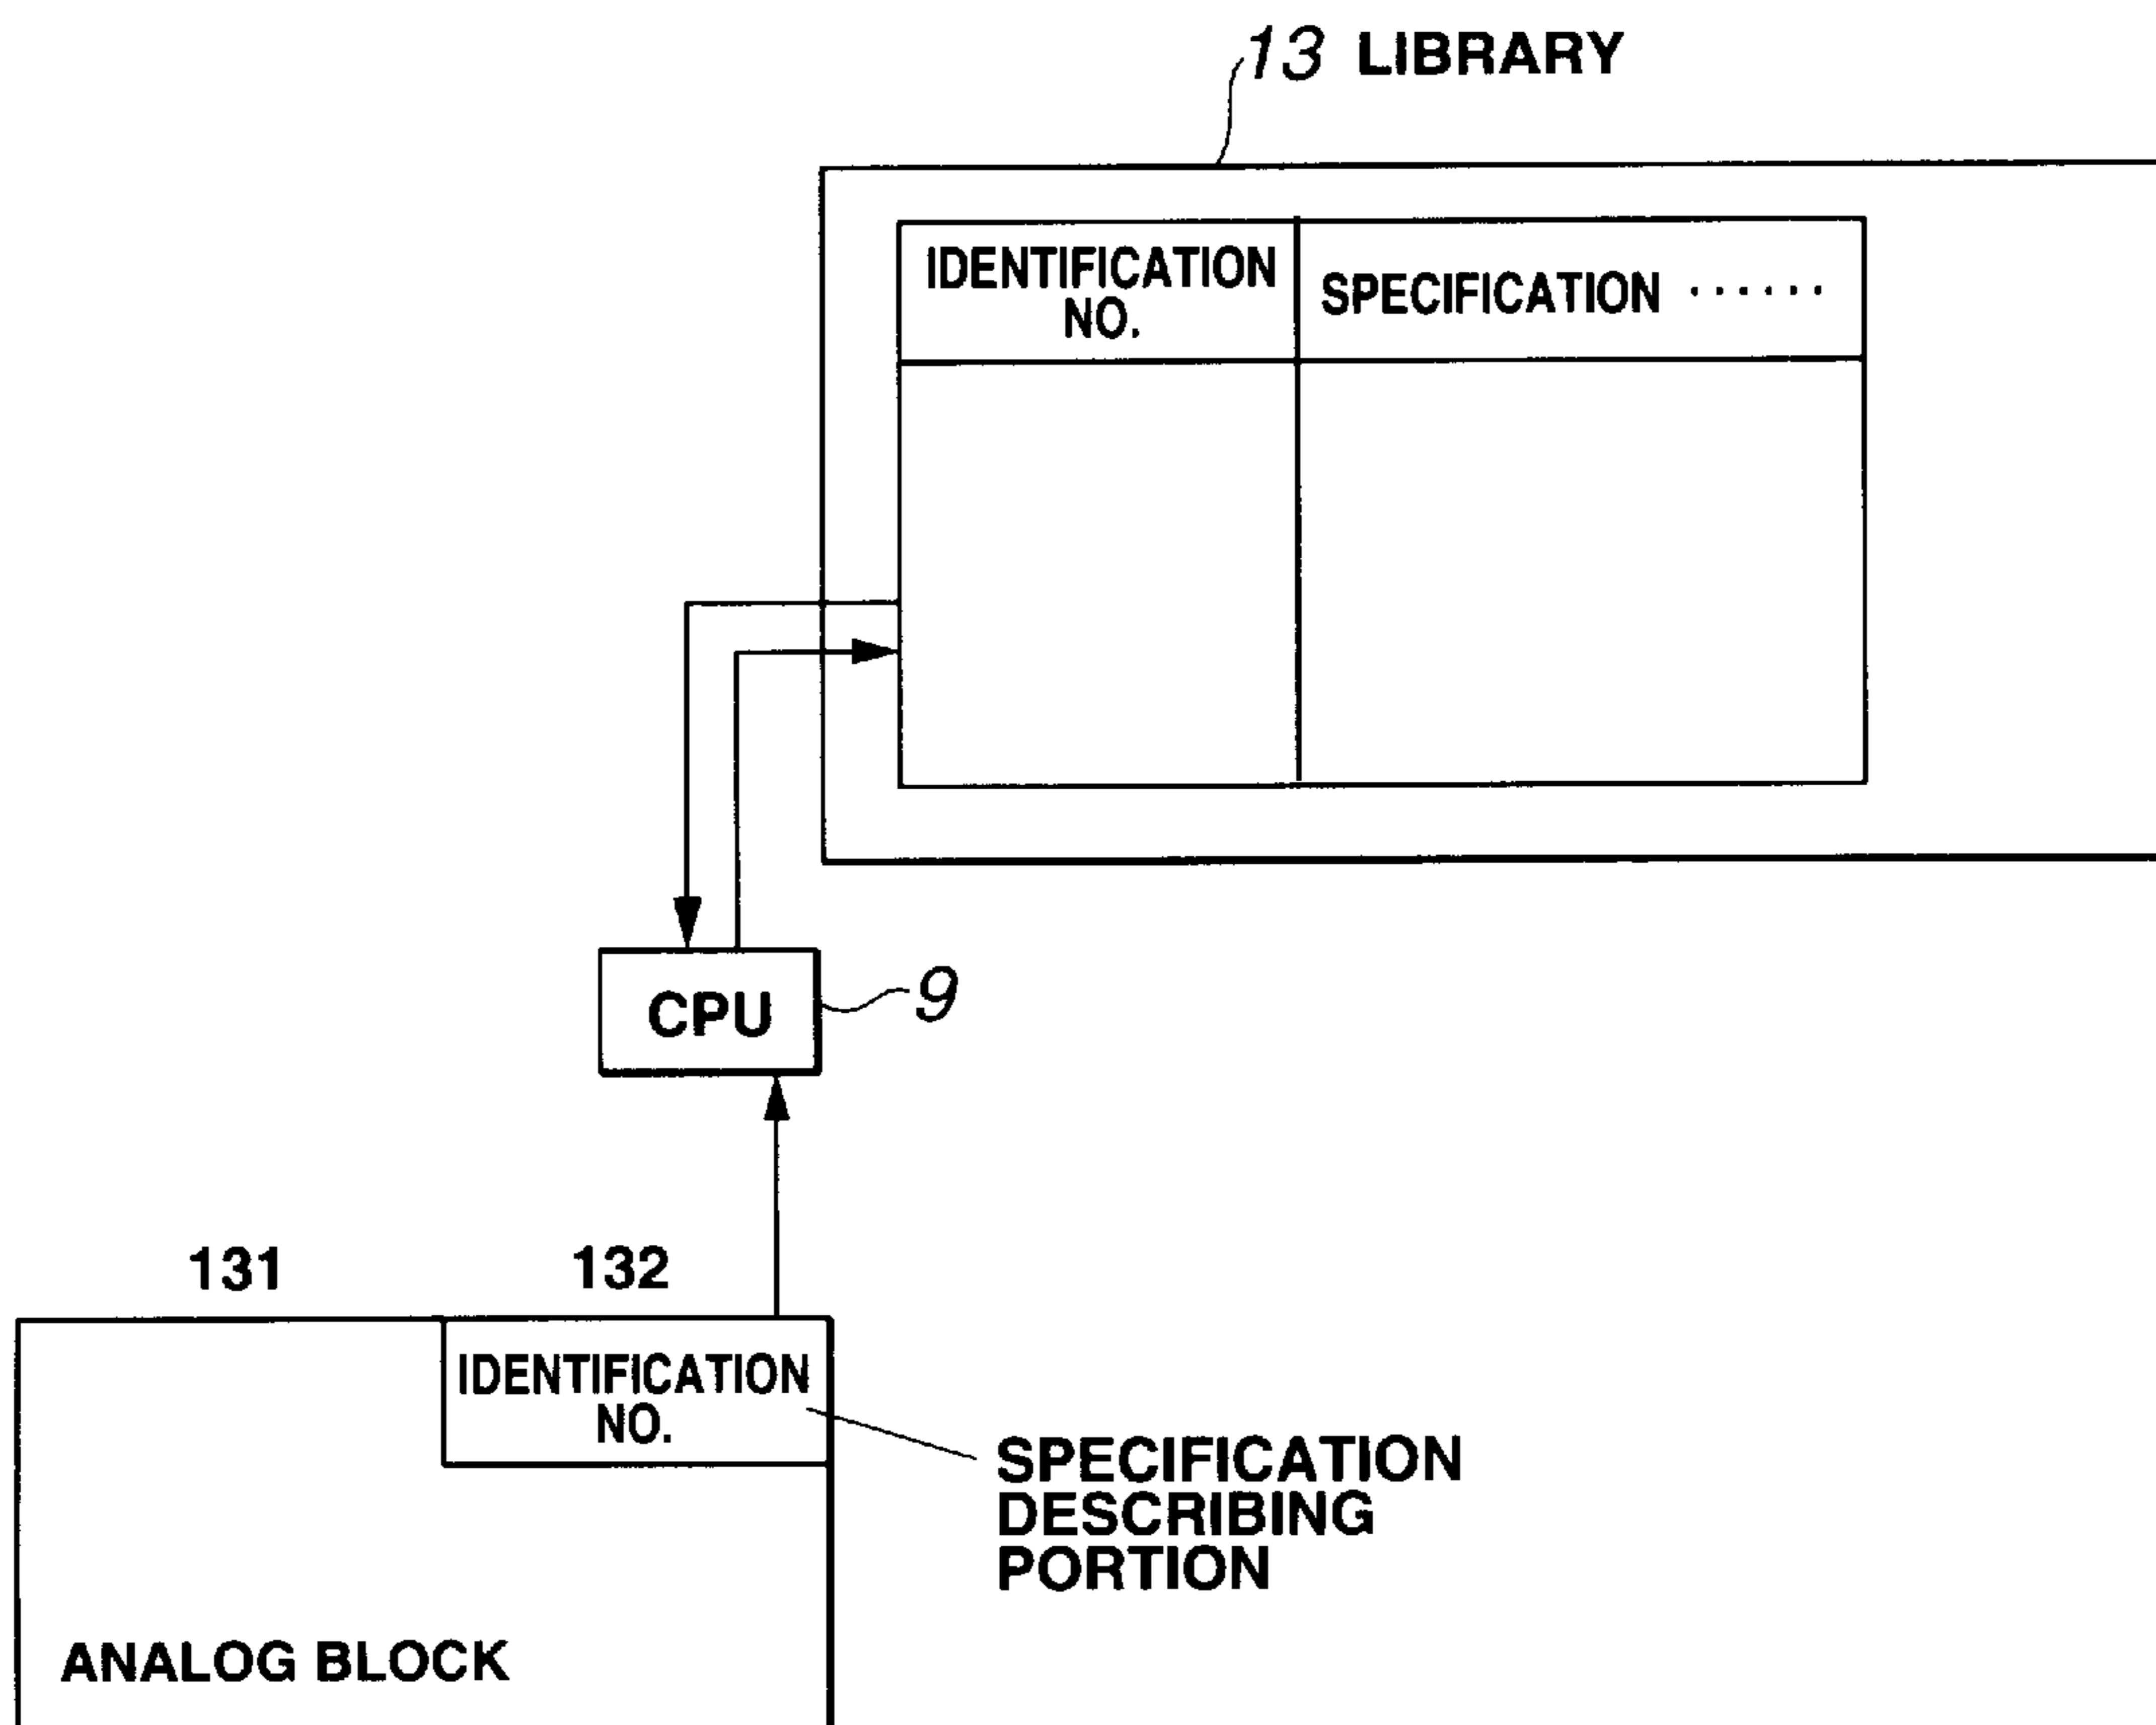 13 LIBRARY
IDENTIFICATION
NO.
SPECIFICATION ······
CPU
9
131
132
IDENTIFICATION
NO.
SPECIFICATION
DESCRIBING
PORTION
ANALOG BLOCK